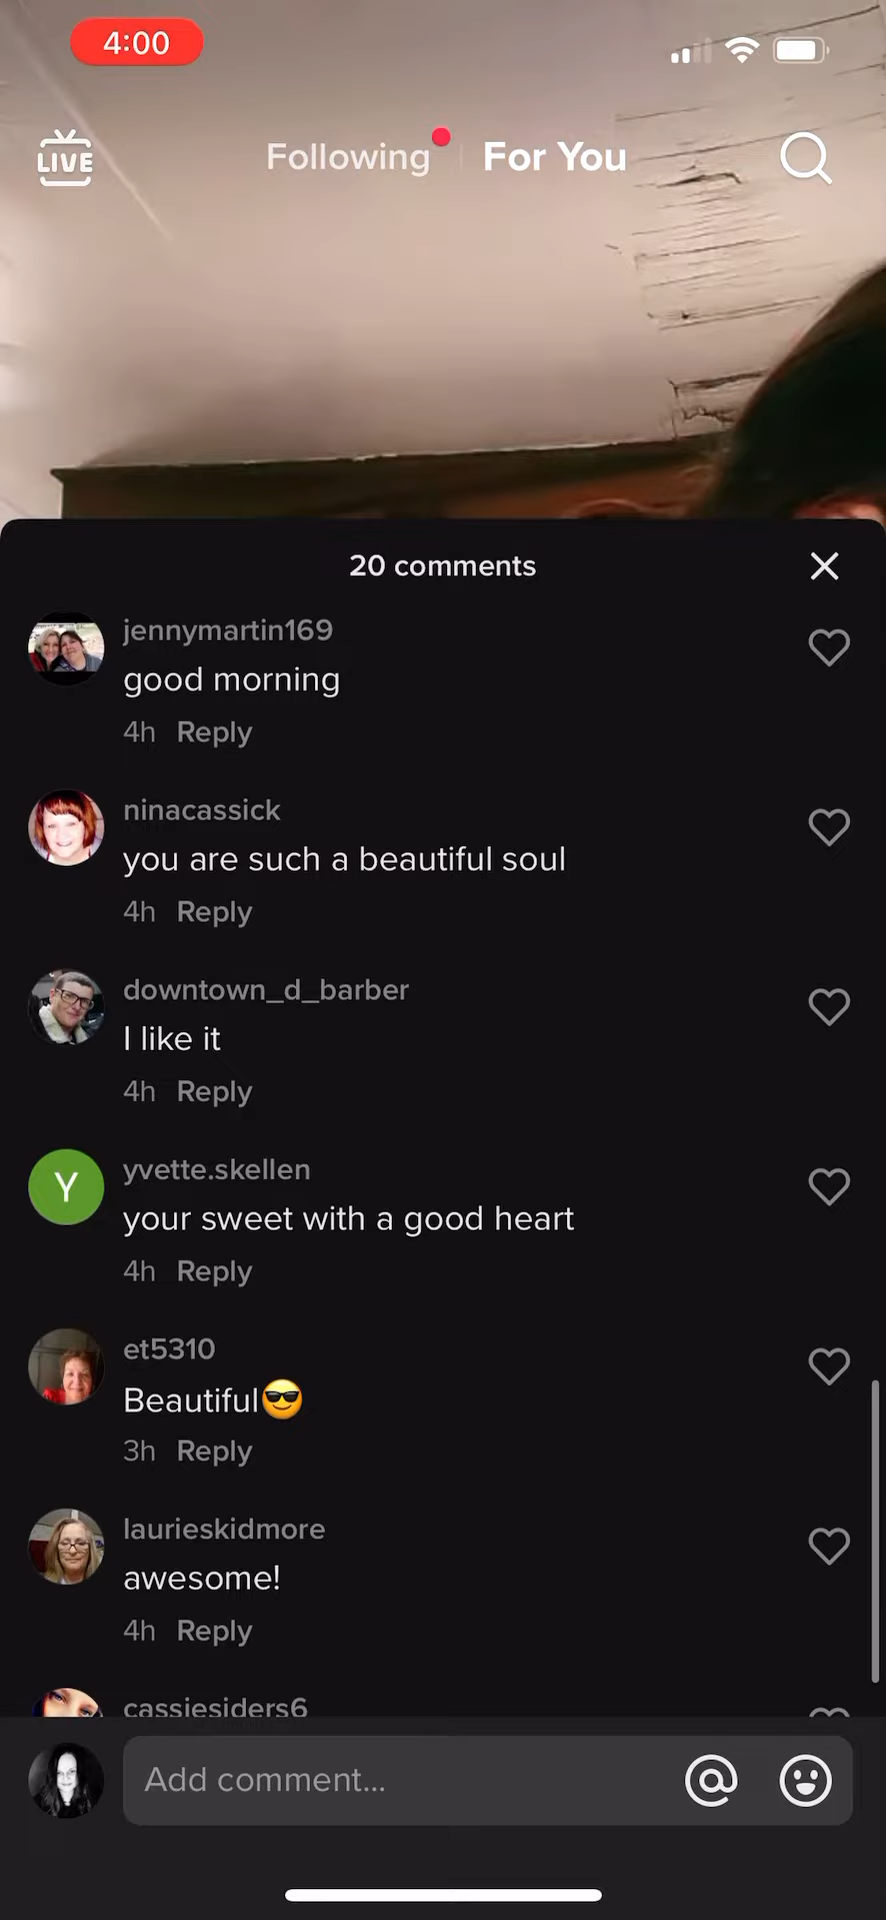 4:00
LIVE
Following
For You
20 comments
jennymartin169
good morning
4h Reply
ninacassick
you are such a beautiful soul
4h Reply
downtown_d_barber
I like it
4h Reply
Y
yvette.skellen
your sweet with a good heart
4h Reply
et5310
Beautiful😎
3h Reply
laurieskidmore
awesome!
4h Reply
cassiesiders6
Add comment...